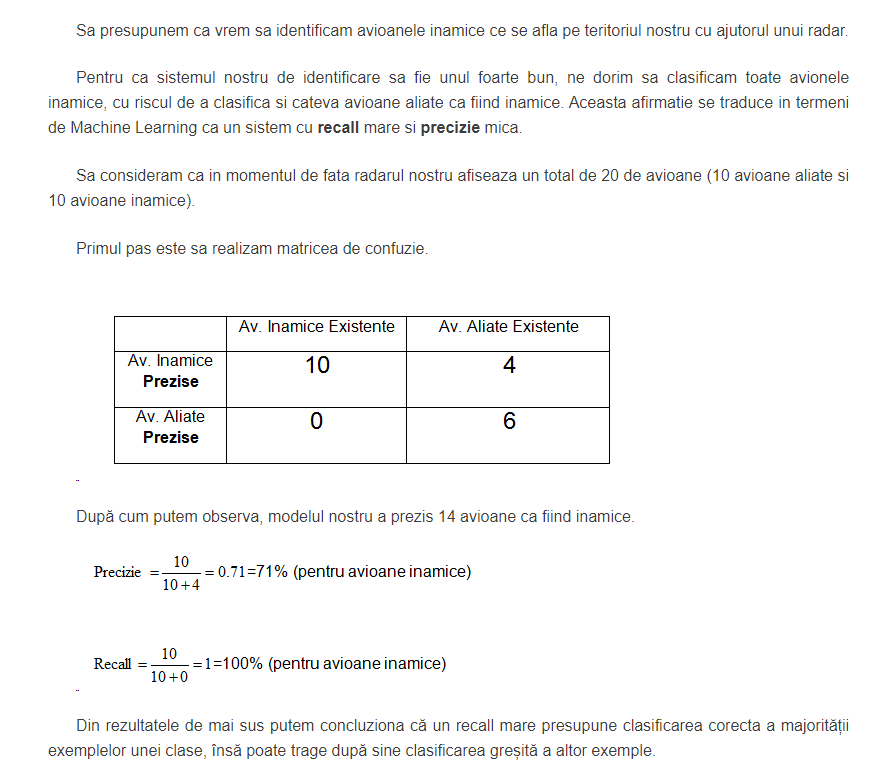 Sa presupunem ca vrem sa identificam avioanele inamice ce se afla pe teritoriul nostru cu ajutorul unui radar.
Pentru ca sistemul nostru de identificare sa fie unul foarte bun, ne dorim sa clasificam toate avionele
inamice, cu riscul de a clasifica si cateva avioane aliate ca fiind inamice. Aceasta afirmatie se traduce in termeni
de Machine Learning ca un sistem cu recall mare si precizie mica.
Sa consideram ca in momentul de fata radarul nostru afiseaza un total de 20 de avioane (10 avioane aliate si
10 avioane inamice).
Primul pas este sa realizam matricea de confuzie.
Av. Inamice Existente Av. Aliate Existente
Av. Inamice
Prezise
10 4
Av. Aliate
Prezise
0 6
După cum putem observa, modelul nostru a prezis 14 avioane ca fiind inamice.
Precizie = 10 / 10+4 = 0.71=71% (pentru avioane inamice)
Recall = 10 / 10+0 =1=100% (pentru avioane inamice)
Din rezultatele de mai sus putem concluziona că un recall mare presupune clasificarea corecta a majorității
exemplelor unei clase, însă poate trage după sine clasificarea greșită a altor exemple.